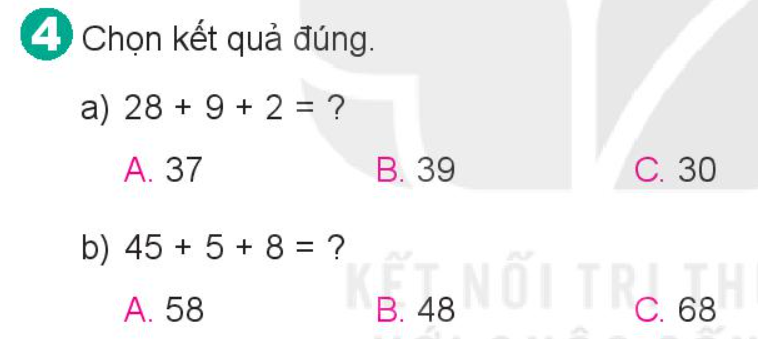 4 Chọn kết quả đúng.
a) 28 + 9 + 2 = ?
A. 37 B. 39 C. 30
b) 45 + 5 + 8 = ?
KẾT NỐI TRI TH
A. 58 B. 48 C. 68